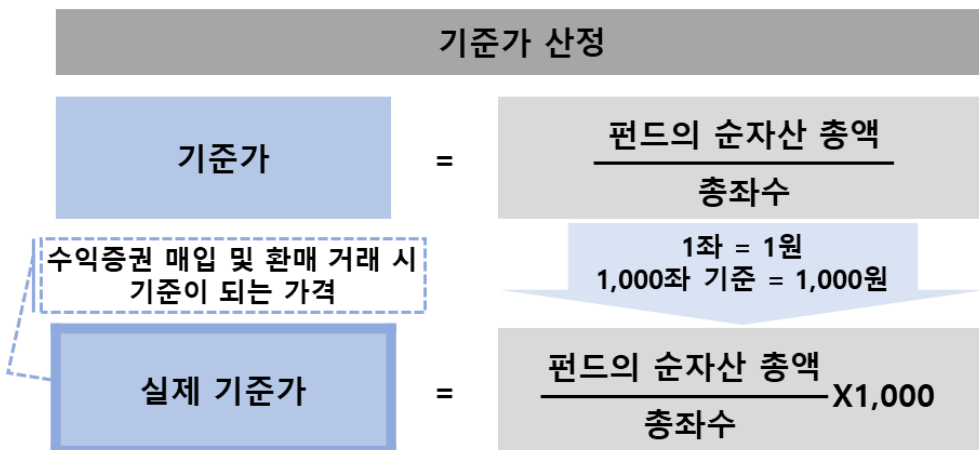 기준가 산정
기준가
=
펀드의 순자산 총액
총좌수
수익증권 매입 및 환매 거래 시
기준이 되는 가격
1좌 = 1원
1,000좌 기준 = 1,000원
실제 기준가
=
펀드의 순자산 총액
총좌수
X1,000